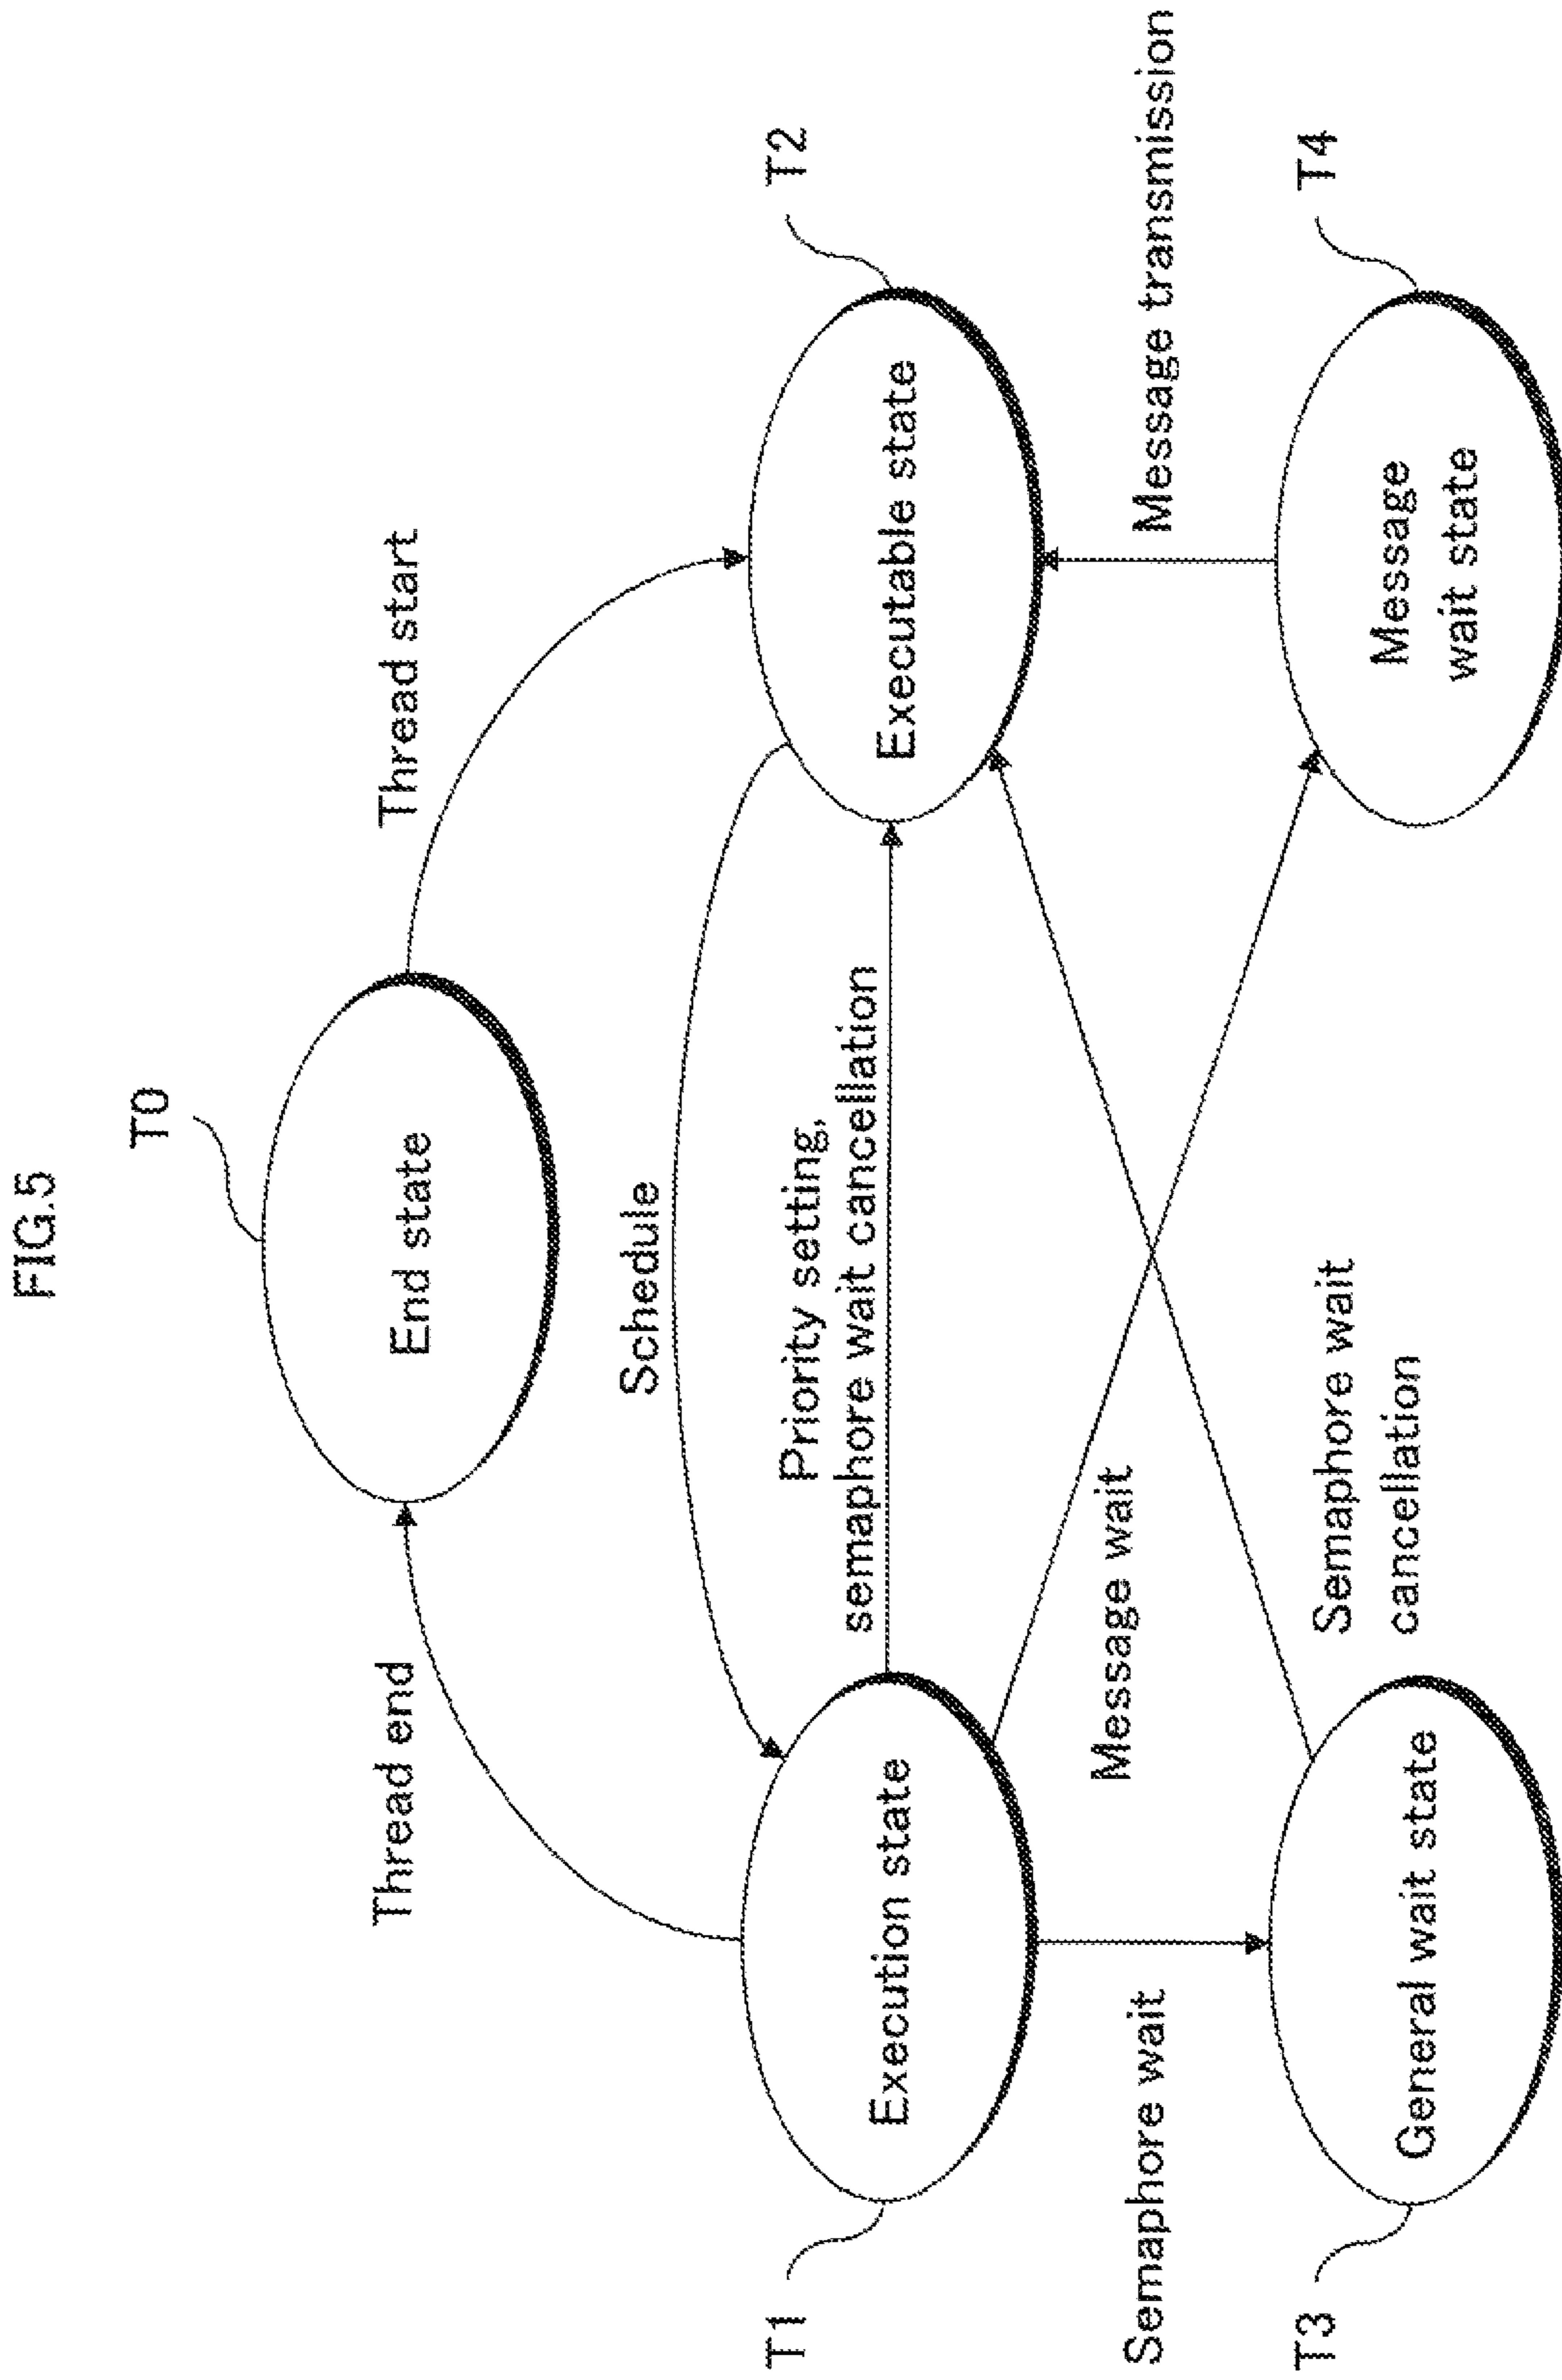 FIG.5
T0
End state
Thread end
Thread start
Schedule
T1
Execution state
Priority setting,
semaphore wait cancellation
Executable state
T2
Semaphore wait
Message wait
Message transmission
T3
General wait state
Semaphore wait
cancellation
Message
wait state
T4